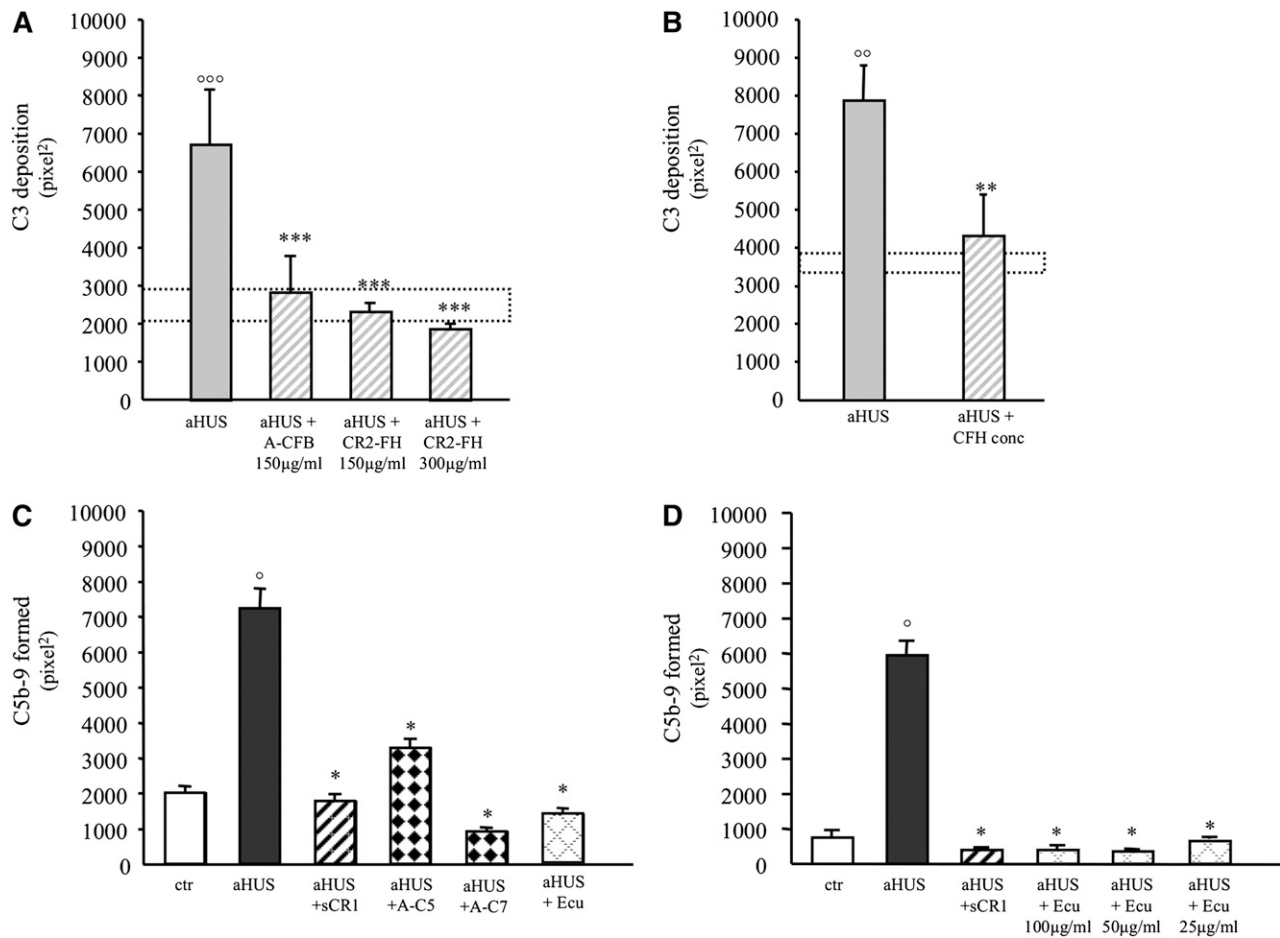 A
10000
9000
8000
7000
6000
5000
4000
3000
2000
1000
0
C3 deposition
(pixel²)
°°°
***
***
***
aHUS
aHUS +
A-CFB
150µg/ml
aHUS +
CR2-FH
150µg/ml
aHUS +
CR2-FH
300µg/ml
B
10000
9000
8000
7000
6000
5000
4000
3000
2000
1000
0
C3 deposition
(pixel²)
°°
**
aHUS
aHUS +
CFH conc
C
10000
9000
8000
7000
6000
5000
4000
3000
2000
1000
0
C5b-9 formed
(pixel²)
°
*
*
*
*
ctr
aHUS
aHUS
+sCR1
aHUS
+A-C5
aHUS
+A-C7
aHUS
+ Ecu
D
10000
9000
8000
7000
6000
5000
4000
3000
2000
1000
0
C5b-9 formed
(pixel²)
°
*
*
*
*
ctr
aHUS
aHUS
+sCR1
aHUS
+ Ecu
100µg/ml
aHUS
+ Ecu
50µg/ml
aHUS
+ Ecu
25µg/ml